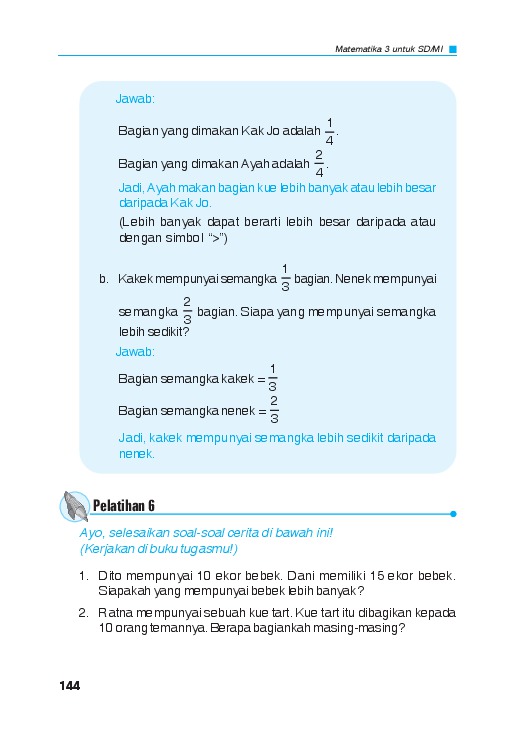 Matematika 3 untuk SD/MI
Jawab:
Bagian yang dimakan Kak Jo adalah 1/4.
Bagian yang dimakan Ayah adalah 2/4.
Jadi, Ayah makan bagian kue lebih banyak atau lebih besar
daripada Kak Jo.
(Lebih banyak dapat berarti lebih besar daripada atau
dengan simbol “>”)
b. Kakek mempunyai semangka 1/3 bagian. Nenek mempunyai
semangka 2/3 bagian. Siapa yang mempunyai semangka
lebih sedikit?
Jawab:
Bagian semangka kakek = 1/3
Bagian semangka nenek = 2/3
Jadi, kakek mempunyai semangka lebih sedikit daripada
nenek.
Pelatihan 6
Ayo, selesaikan soal-soal cerita di bawah ini!
(Kerjakan di buku tugasmu!)
1. Dito mempunyai 10 ekor bebek. Dani memiliki 15 ekor bebek.
Siapakah yang mempunyai bebek lebih banyak?
2. Ratna mempunyai sebuah kue tart. Kue tart itu dibagikan kepada
10 orang temannya. Berapa bagiankah masing-masing?
144